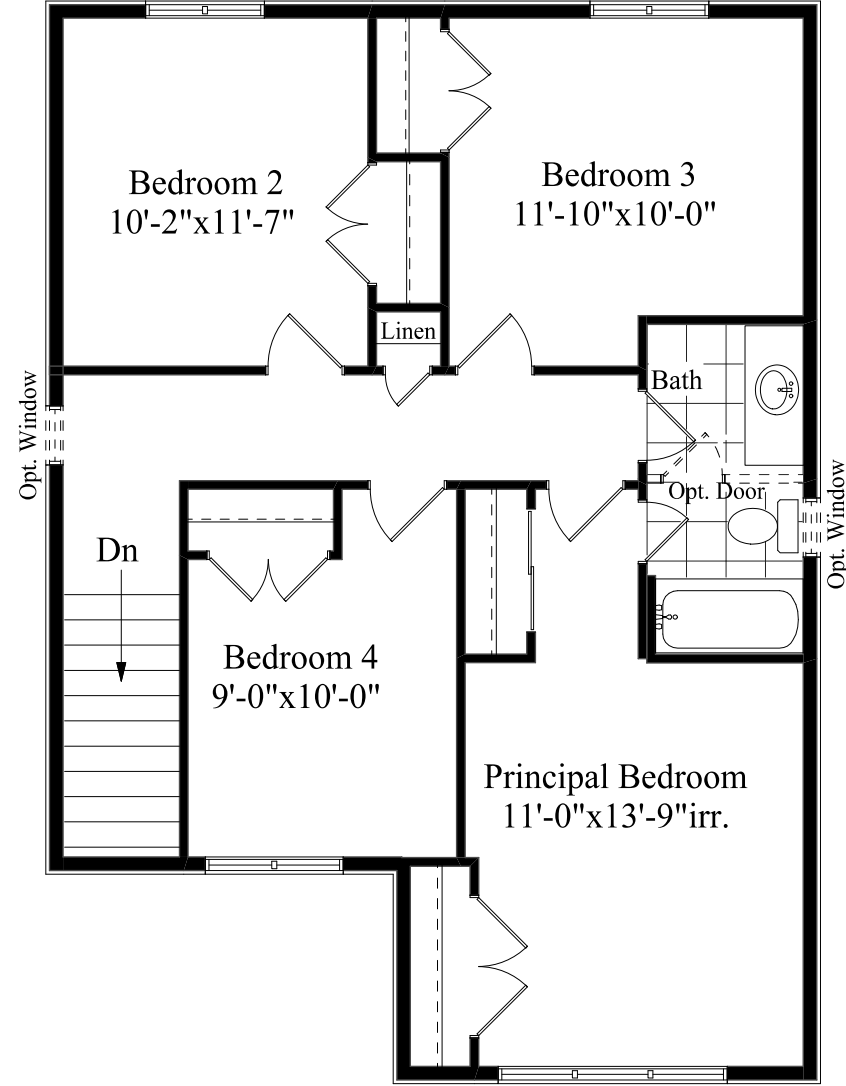 Bedroom 2
10'-2"x11'-7"
Bedroom 3
11'-10"x10'-0"
Linen
Bath
Opt. Window
Opt. Door
Opt. Window
Dn
Bedroom 4
9'-0"x10'-0"
Principal Bedroom
11'-0"x13'-9"irr.